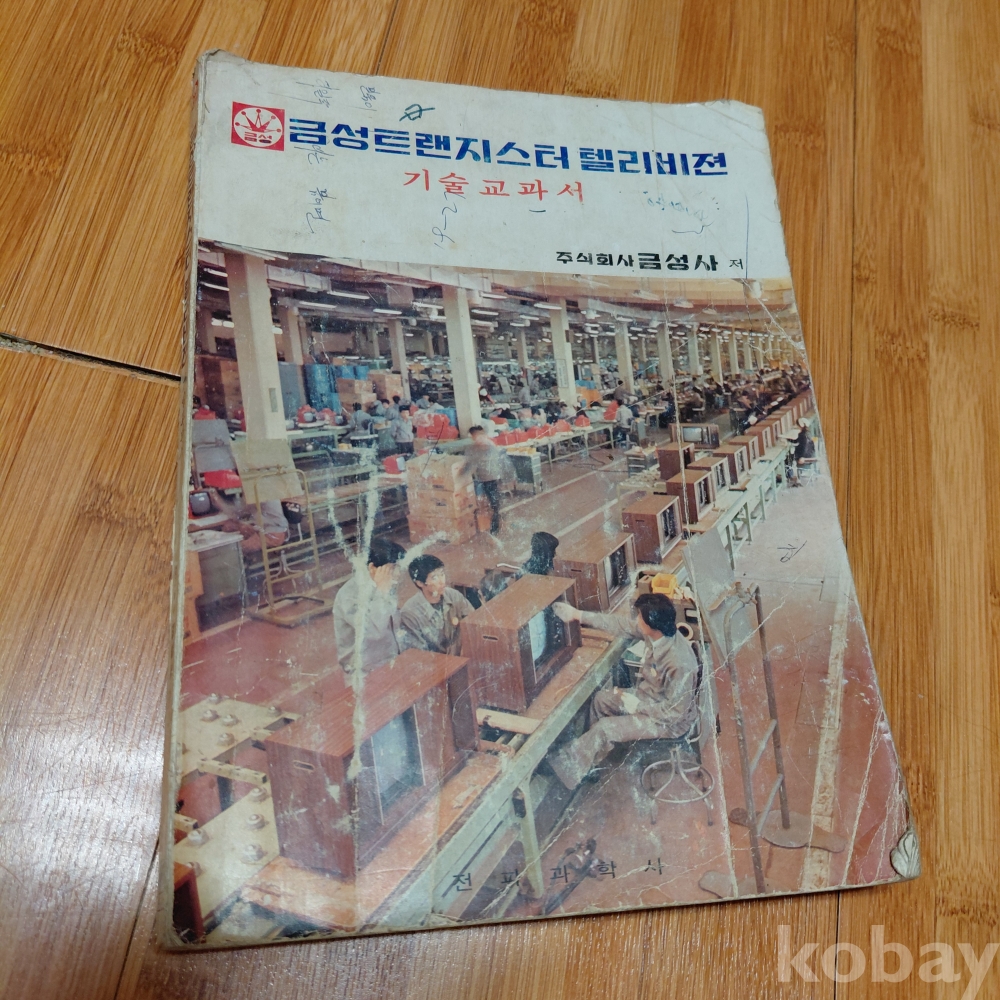 금성
금성트랜지스터 텔리비젼
기술교과서
주식회사 금성사 저
전파과학사
kobay